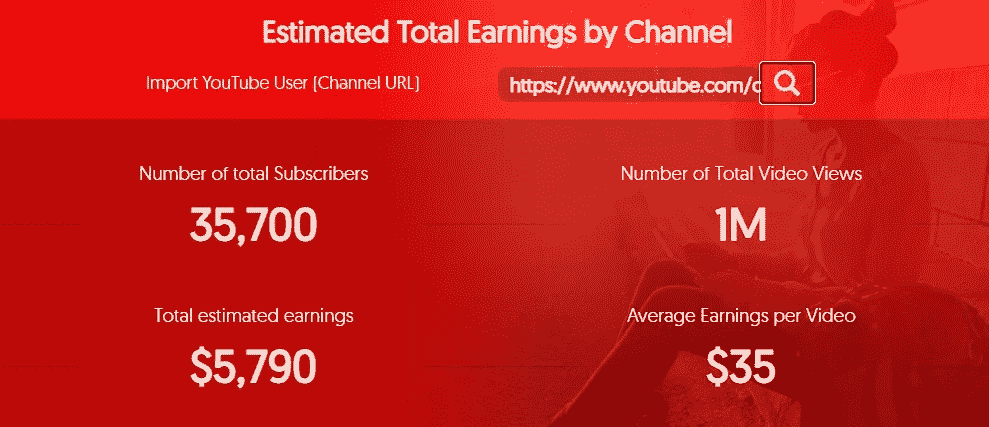 Estimated Total Earnings by Channel
Import YouTube User (Channel URL)
https://www.youtube.com/c
Number of total Subscribers
35,700
Number of Total Video Views
1M
Total estimated earnings
$5,790
Average Earnings per Video
$35